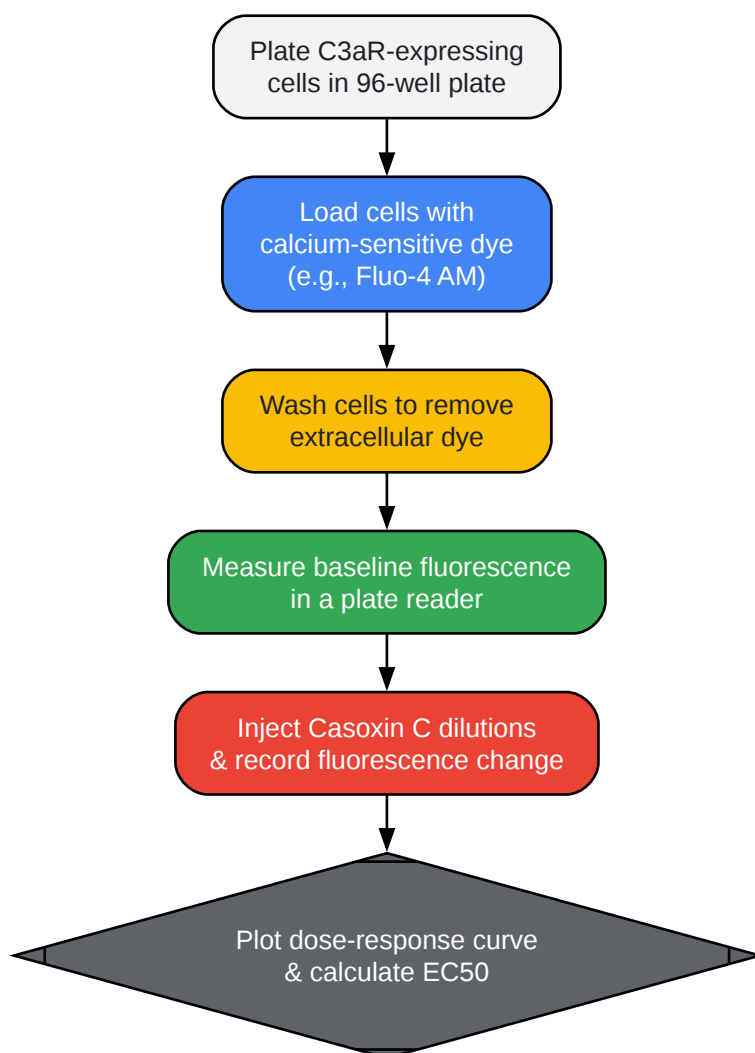 Plate C3aR-expressing
cells in 96-well plate
Load cells with
calcium-sensitive dye
(e.g., Fluo-4 AM)
Wash cells to remove
extracellular dye
Measure baseline fluorescence
in a plate reader
Inject Casoxin C dilutions
& record fluorescence change
Plot dose-response curve
& calculate EC50